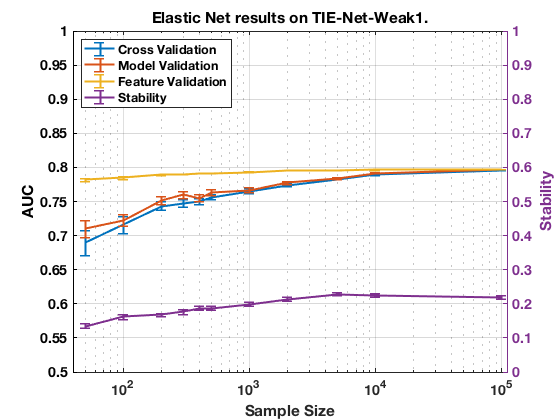 Elastic Net results on TIE-Net-Weak1.
Cross Validation
Model Validation
Feature Validation
Stability
AUC
1
0.95
0.9
0.85
0.8
0.75
0.7
0.65
0.6
0.55
0.5
1
0.9
0.8
0.7
0.6
0.5
0.4
0.3
0.2
0.1
0
Stability
10² 10³ 10⁴ 10⁵
Sample Size